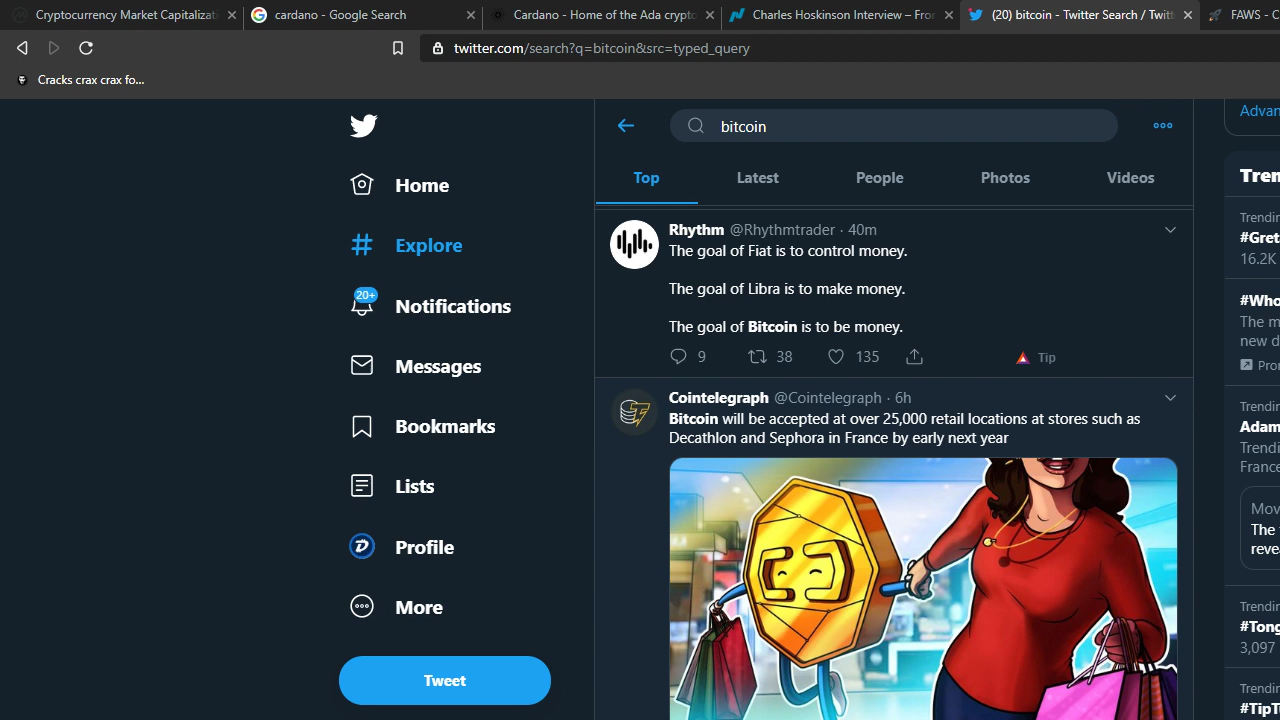 Cryptocurrency Market Capitalizati
cardano - Google Search
Cardano - Home of the Ada crypto
Charles Hoskinson Interview – Fron
(20) bitcoin - Twitter Search / Twitt
FAWS - C
twitter.com/search?q=bitcoin&src=typed_query
Cracks crax crax fo...
bitcoin
Top
Latest
People
Photos
Videos
Home
Explore
20+
Notifications
Messages
Bookmarks
Lists
Profile
More
Tweet
Rhythm @Rhythmtrader · 40m
The goal of Fiat is to control money.
The goal of Libra is to make money.
The goal of Bitcoin is to be money.
9
38
135
Tip
Cointelegraph @Cointelegraph · 6h
Bitcoin will be accepted at over 25,000 retail locations at stores such as
Decathlon and Sephora in France by early next year
Advan
Tren
Trendin
#Gret
16.2K
#Who
The m
new d
Pron
Trendin
Adam
Trendi
France
Mov
The
revea
Trendin
#Tong
3,097
Trendin
#TipT